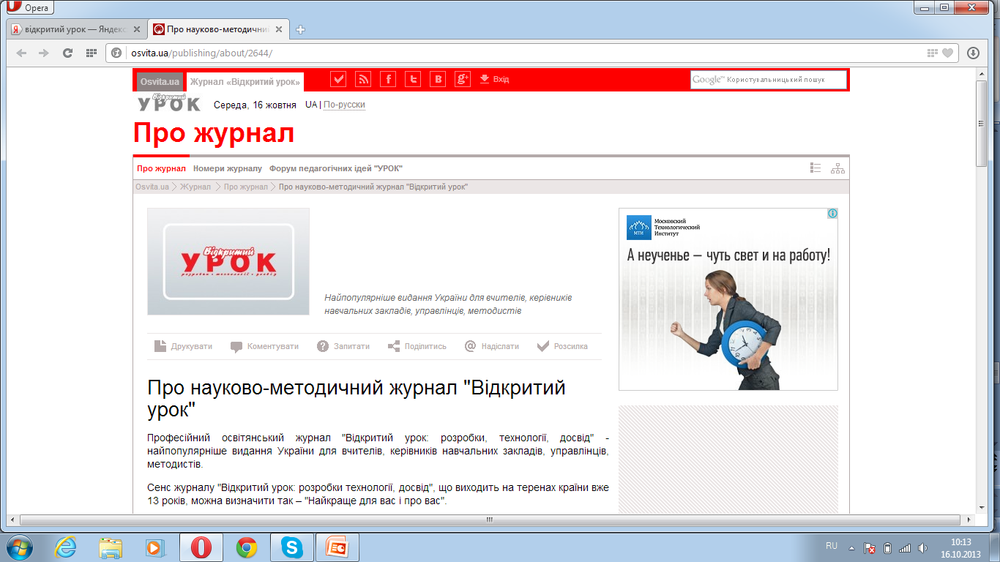 Opera
відкритий урок — Яндекс
Про науково-методични
osvita.ua/publishing/about/2644/
Osvita.ua
Журнал «Відкритий урок»
Вхід
Google™ Користувальницький пошук
Відкритий
УРОК
Середа, 16 жовтня UA | По-русски
Про журнал
Про журнал Номери журналу Форум педагогічних ідей "УРОК"
Osvita.ua Журнал Про журнал Про науково-методичний журнал "Відкритий урок"
Відкритий
УРОК
розробки • технології • досвід
Найпопулярніше видання України для вчителів, керівників
навчальних закладів, управлінців, методистів
Друкувати Коментувати Запитати Поділитись Надіслати Розсилка
Про науково-методичний журнал "Відкритий
урок"
Професійний освітянський журнал "Відкритий урок: розробки, технології, досвід" -
найпопулярніше видання України для вчителів, керівників навчальних закладів, управлінців,
методистів.
Сенс журналу "Відкритий урок: розробки технології, досвід", що виходить на теренах країни вже
13 років, можна визначити так – "Найкраще для вас і про вас".
МТИ
Московский
Технологический
Институт
А неученье – чуть свет и на работу!
RU
10:13
16.10.2013